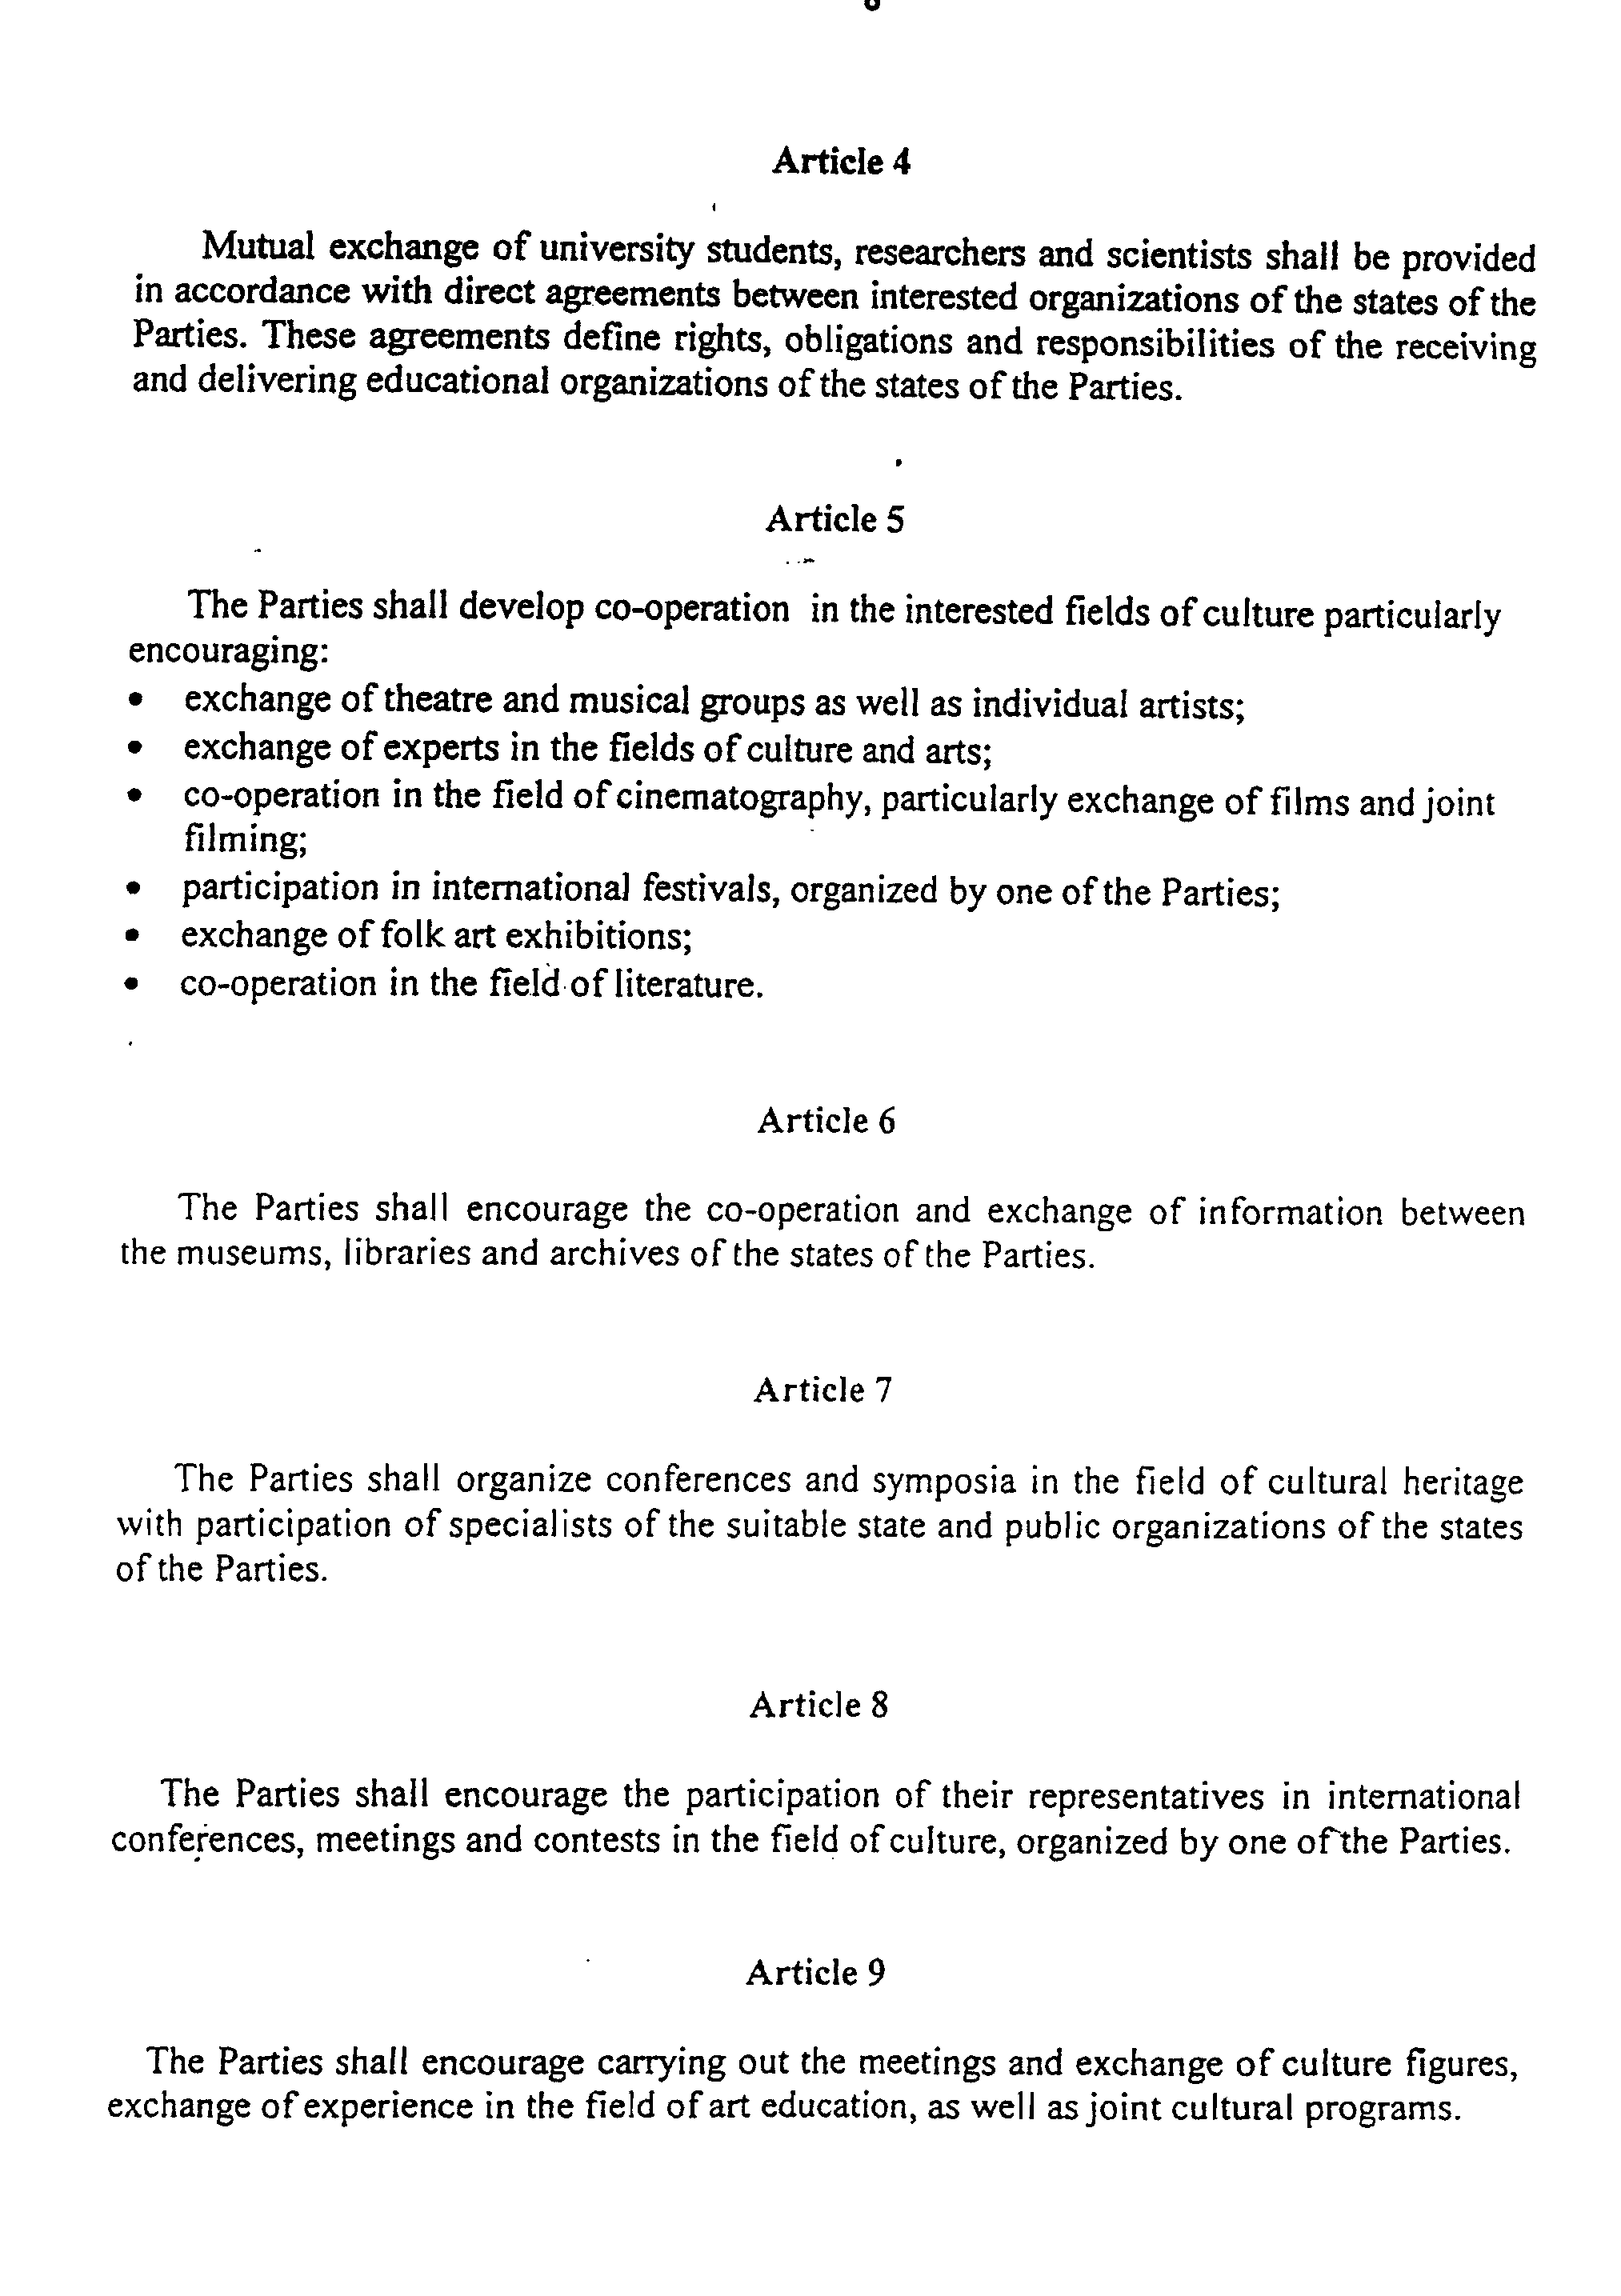 Article 4
Mutual exchange of university students, researchers and scientists shall be provided
in accordance with direct agreements between interested organizations of the states of the
Parties. These agreements define rights, obligations and responsibilities of the receiving
and delivering educational organizations of the states of the Parties.
Article 5
The Parties shall develop co-operation in the interested fields of culture particularly
encouraging:
• exchange of theatre and musical groups as well as individual artists;
• exchange of experts in the fields of culture and arts;
• co-operation in the field of cinematography, particularly exchange of films and joint
filming;
• participation in international festivals, organized by one of the Parties;
• exchange of folk art exhibitions;
• co-operation in the field of literature.
Article 6
The Parties shall encourage the co-operation and exchange of information between
the museums, libraries and archives of the states of the Parties.
Article 7
The Parties shall organize conferences and symposia in the field of cultural heritage
with participation of specialists of the suitable state and public organizations of the states
of the Parties.
Article 8
The Parties shall encourage the participation of their representatives in international
conferences, meetings and contests in the field of culture, organized by one of the Parties.
Article 9
The Parties shall encourage carrying out the meetings and exchange of culture figures,
exchange of experience in the field of art education, as well as joint cultural programs.